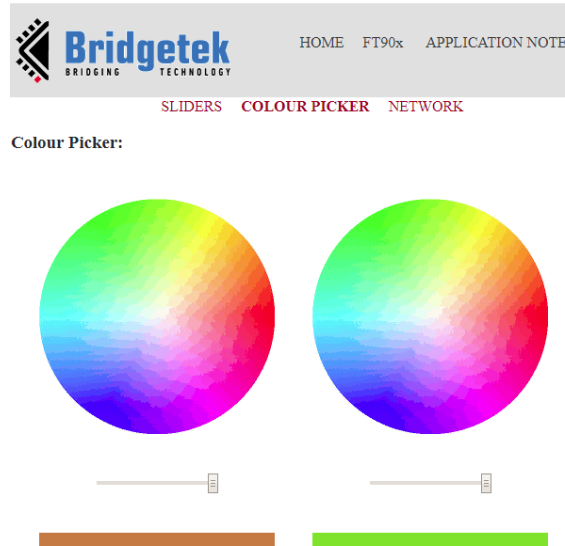 Bridgetek
BRIDGING TECHNOLOGY
HOME FT90x APPLICATION NOTE
SLIDERS COLOUR PICKER NETWORK
Colour Picker: